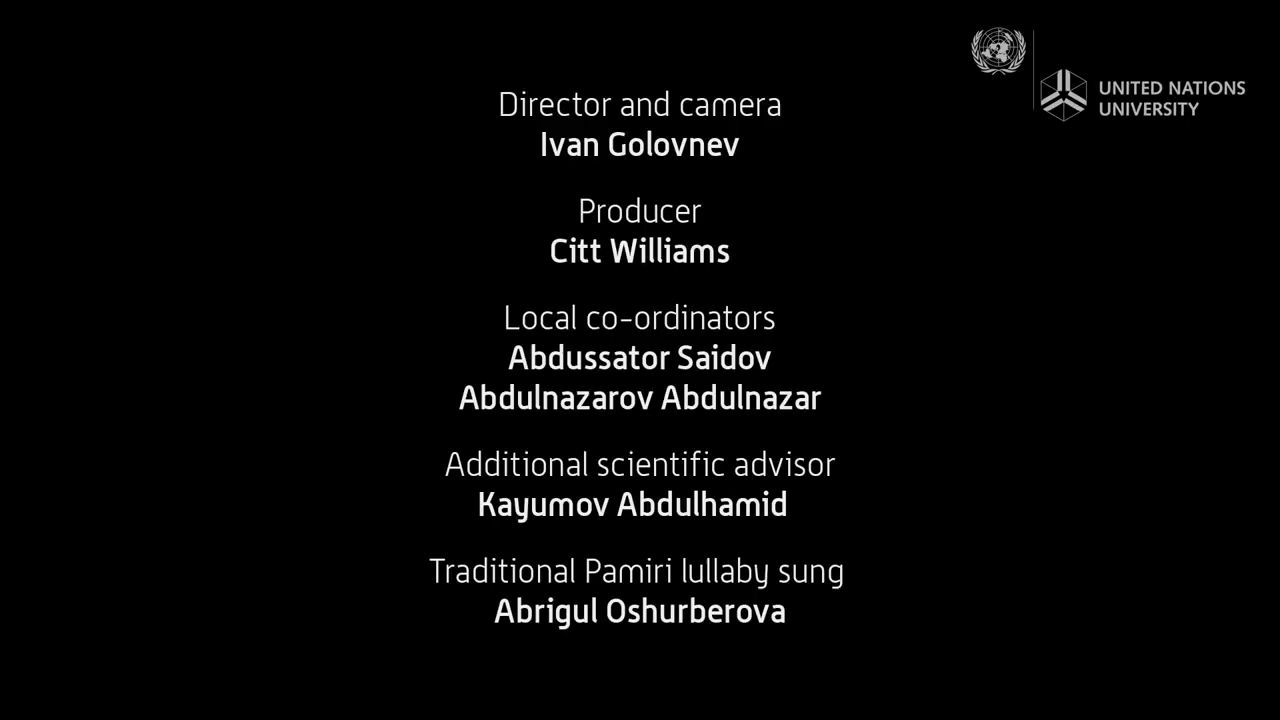 Director and camera
Ivan Golovnev
Producer
Citt Williams
Local co-ordinators
Abdussator Saidov
Abdulnazarov Abdulnazar
Additional scientific advisor
Kayumov Abdulhamid
Traditional Pamiri lullaby sung
Abrigul Oshurberova
UNITED NATIONS
UNIVERSITY